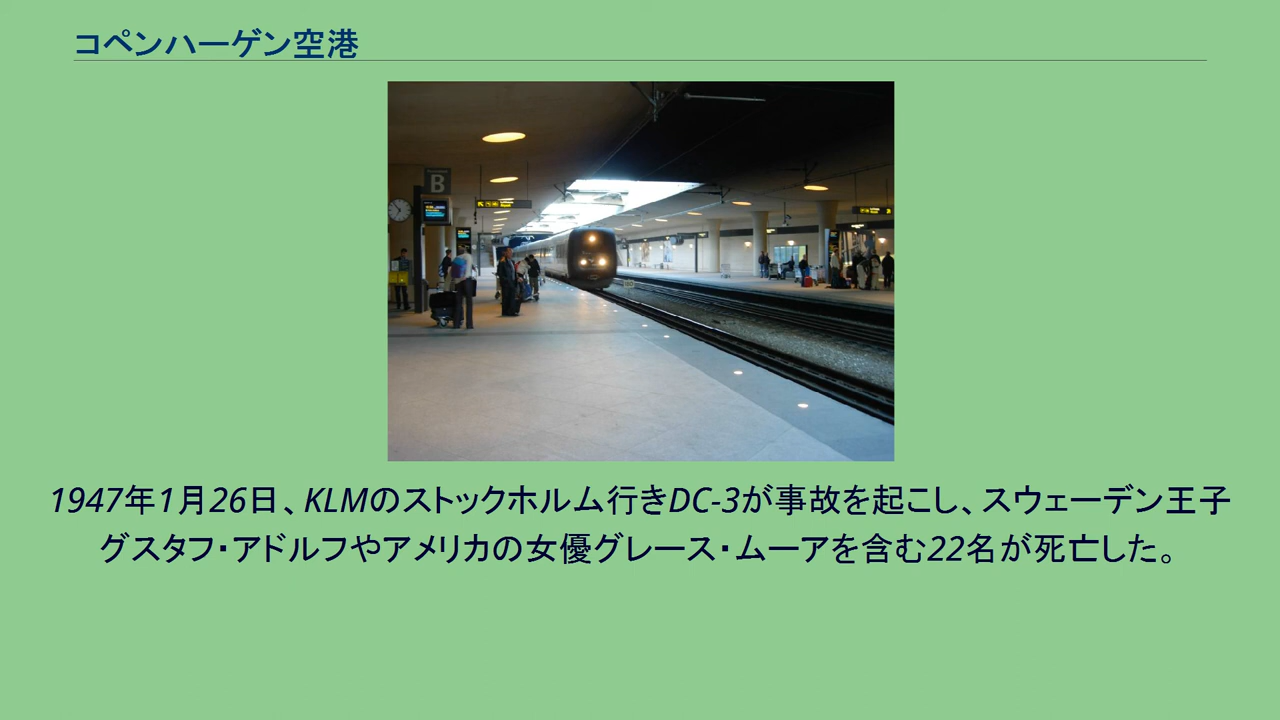 コペンハーゲン空港
B
1947年1月26日、KLMのストックホルム行きDC-3が事故を起こし、スウェーデン王子
グスタフ・アドルフやアメリカの女優グレース・ムーアを含む22名が死亡した。